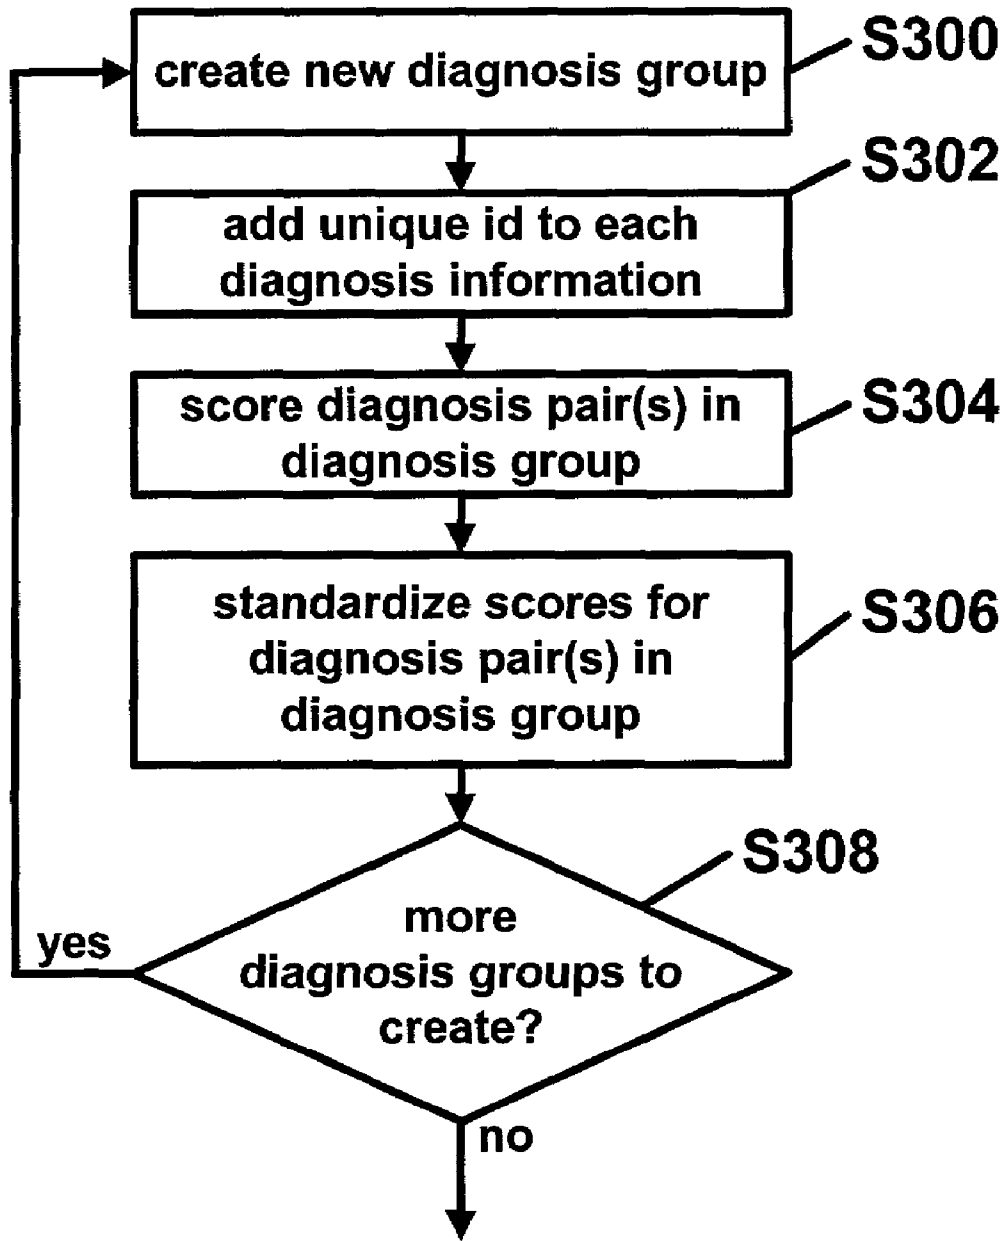 create new diagnosis group
S300
add unique id to each
diagnosis information
S302
score diagnosis pair(s) in
diagnosis group
S304
standardize scores for
diagnosis pair(s) in
diagnosis group
S306
more
diagnosis groups to
create?
S308
yes
no